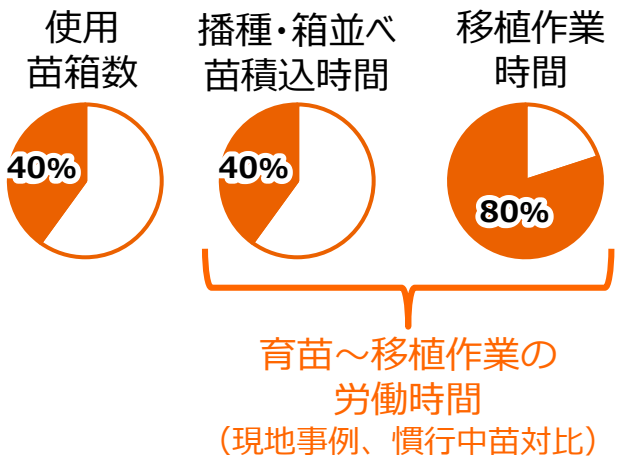 使用
苗箱数
播種・箱並べ
苗積込時間
移植作業
時間
40%
40%
80%
育苗～移植作業の
労働時間
（現地事例、慣行中苗対比）